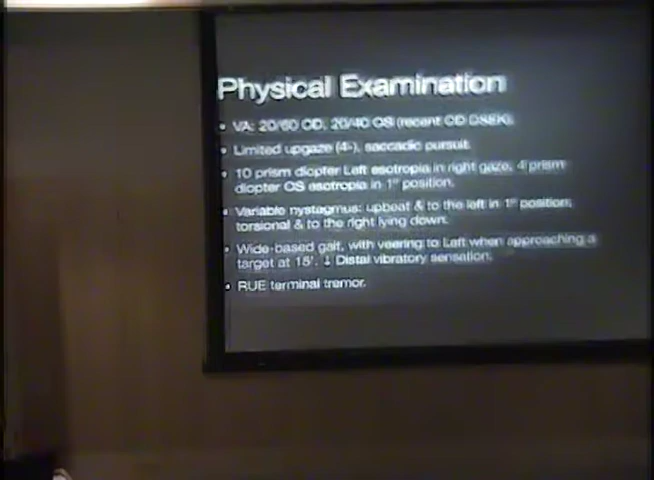 Physical Examination
• VA: 20/60 OD, 20/40 OS (recent OD DSEK).
• Limited upgaze (4-), saccadic pursuit.
• 10 prism diopter Left esotropia in right gaze, 4 prism
diopter OS esotropia in 1st position.
• Variable nystagmus: upbeat & to the left in 1st position;
torsional & to the right lying down.
• Wide-based gait, with veering to Left when approaching a
target at 15'. ↓ Distal vibratory sensation.
• RUE terminal tremor.